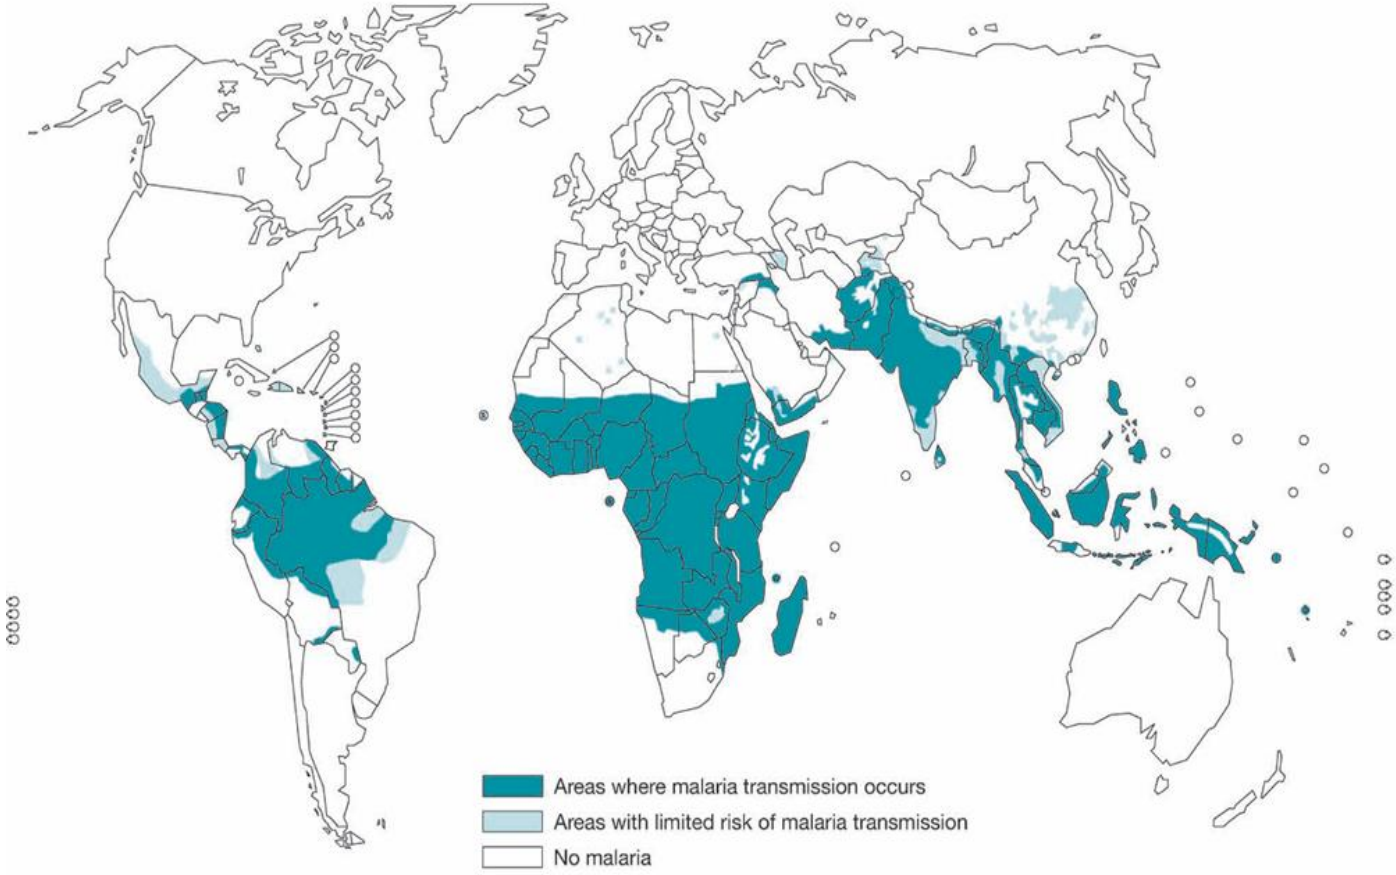 Areas where malaria transmission occurs
Areas with limited risk of malaria transmission
No malaria